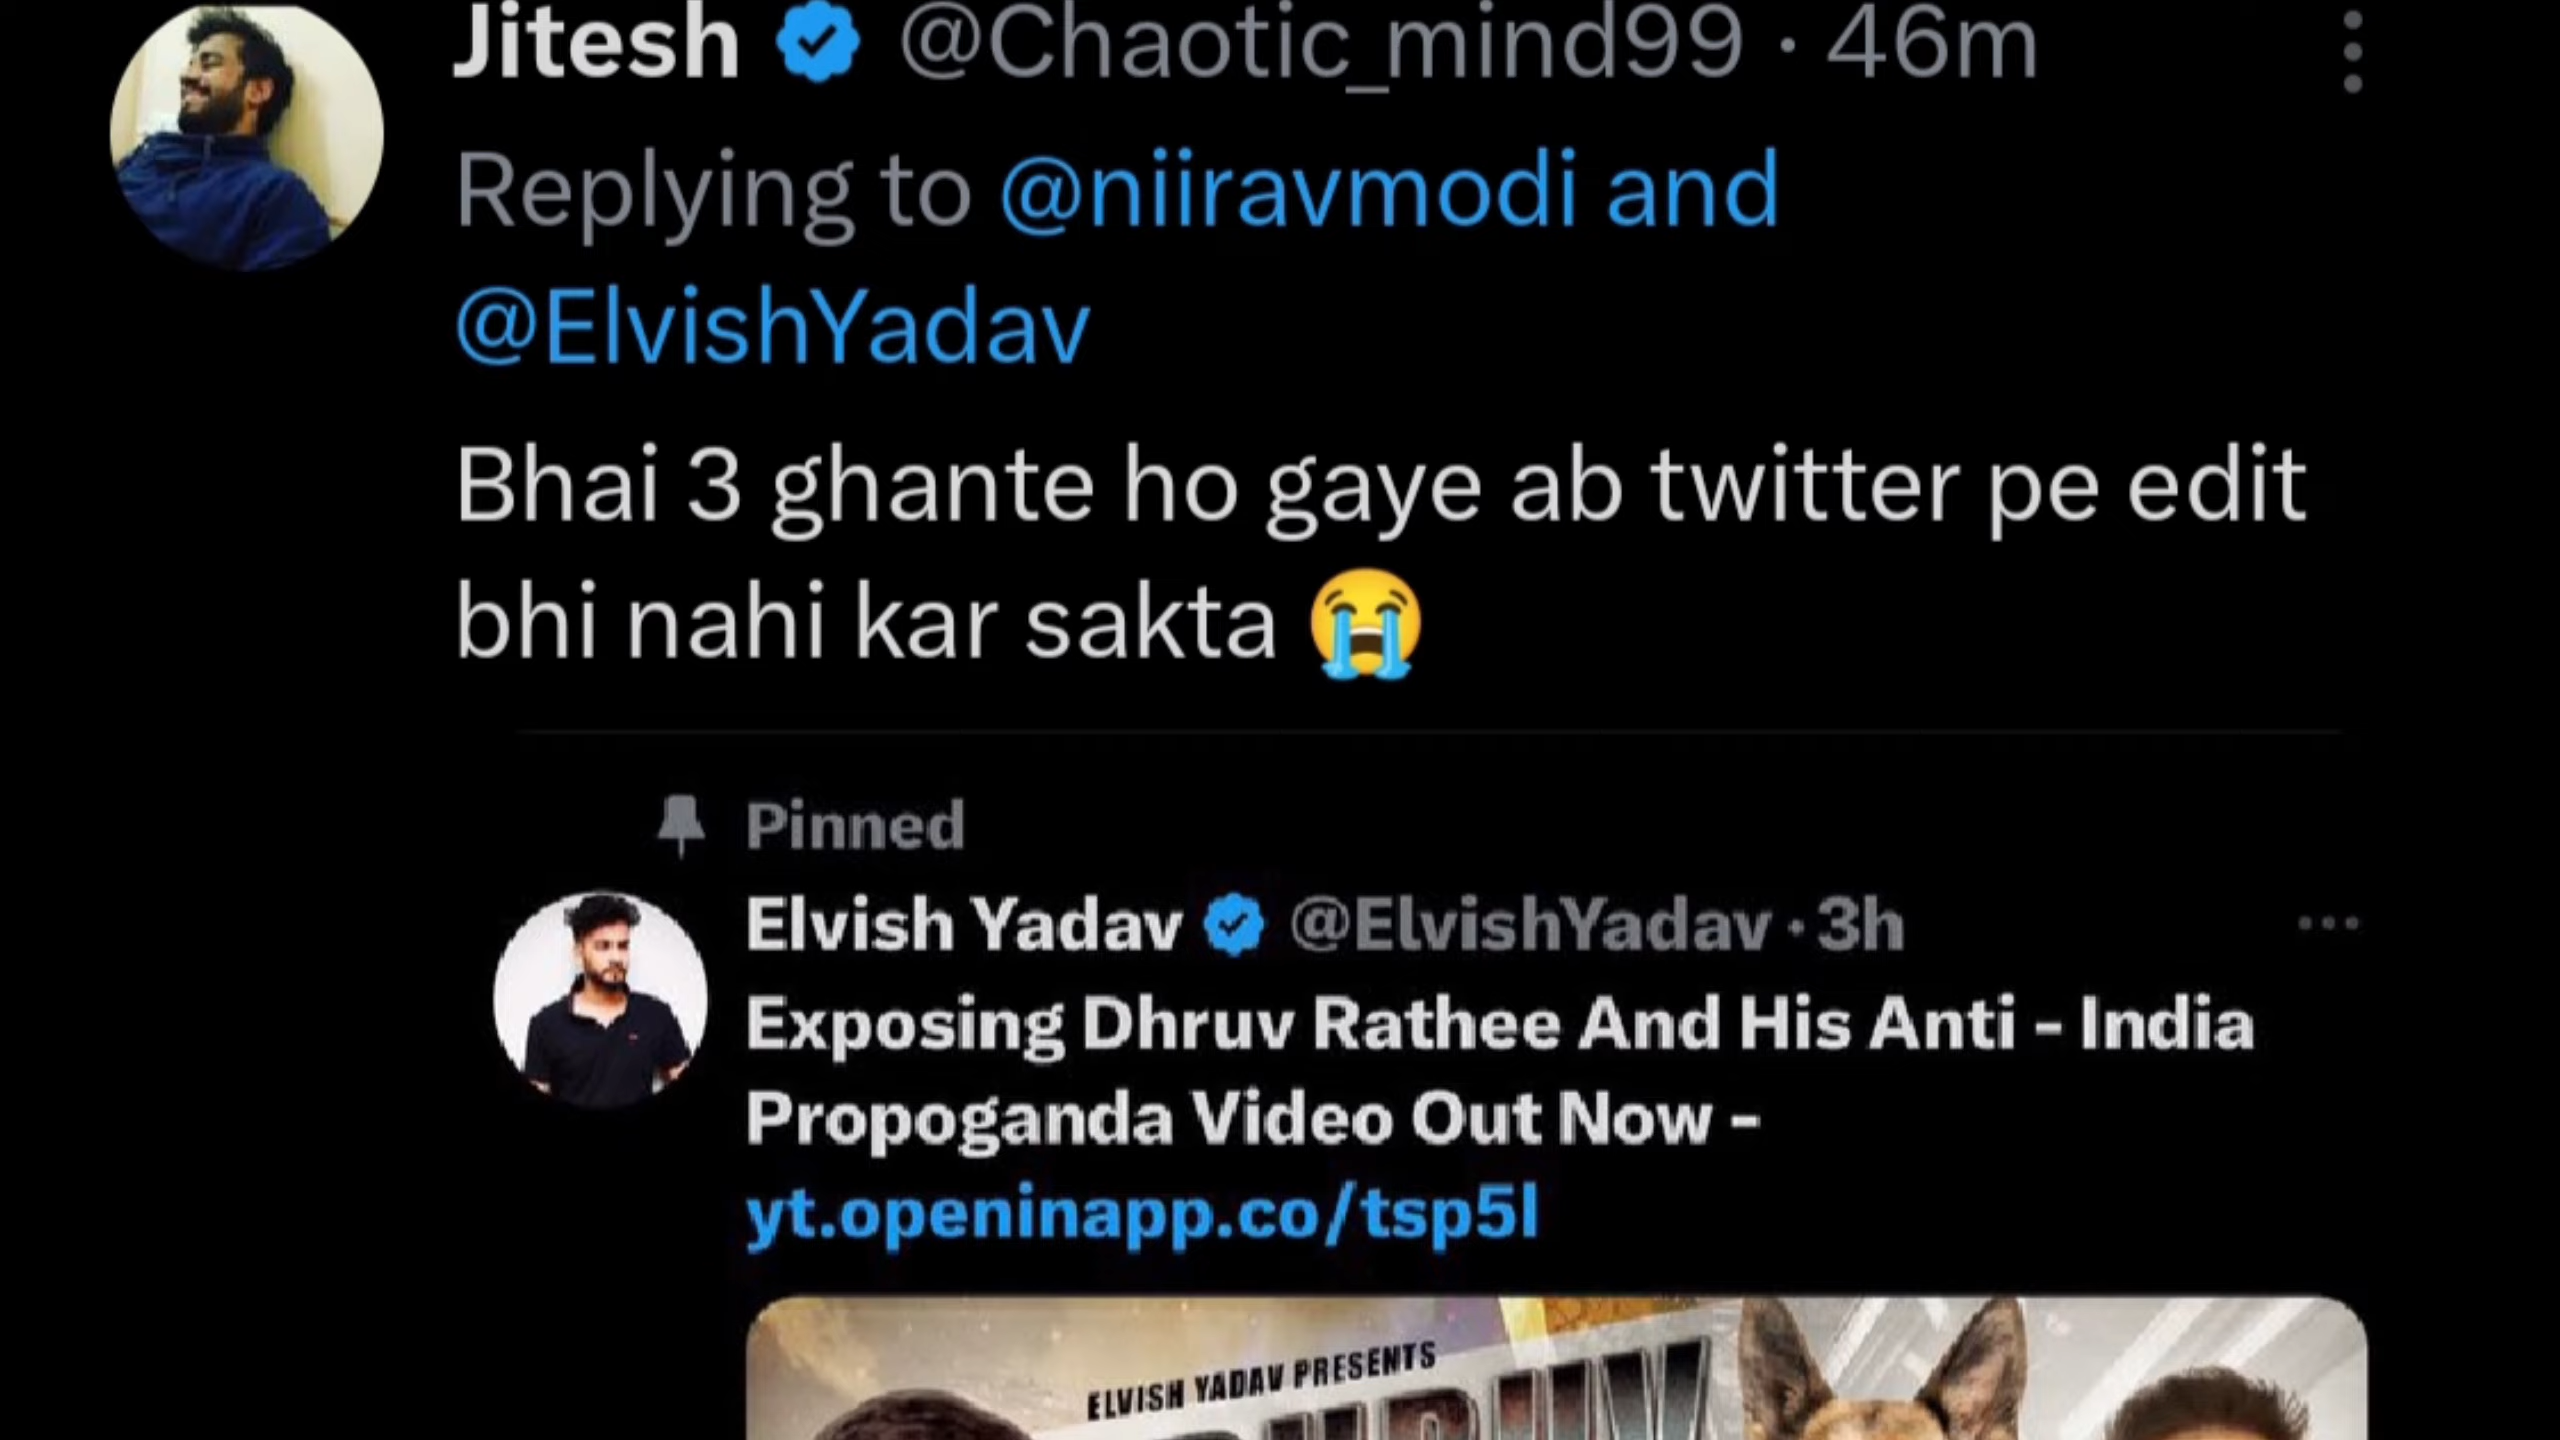 Jitesh @Chaotic_mind99 · 46m
Replying to @niiravmodi and
@ElvishYadav
Bhai 3 ghante ho gaye ab twitter pe edit
bhi nahi kar sakta 😭
Pinned
Elvish Yadav @ElvishYadav · 3h
Exposing Dhruv Rathee And His Anti - India
Propoganda Video Out Now -
yt.openinapp.co/tsp5l
ELVISH YADAV PRESENTS